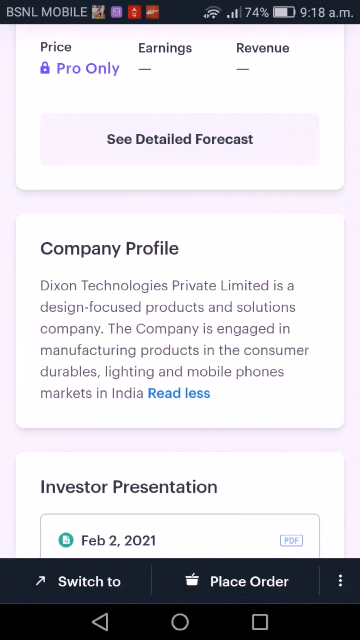 BSNL MOBILE 74% 9:18 a.m.
Price Earnings Revenue
Pro Only — —
See Detailed Forecast
Company Profile
Dixon Technologies Private Limited is a
design-focused products and solutions
company. The Company is engaged in
manufacturing products in the consumer
durables, lighting and mobile phones
markets in India Read less
Investor Presentation
Feb 2, 2021 PDF
Switch to Place Order